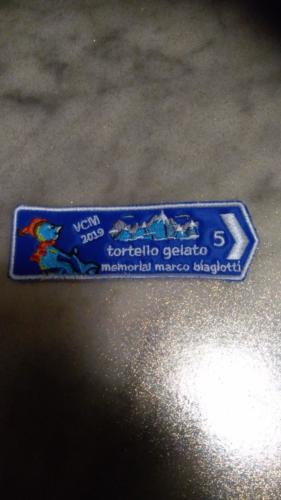 VCM
2019
5
tortello gelato
memorial marco biagiotti